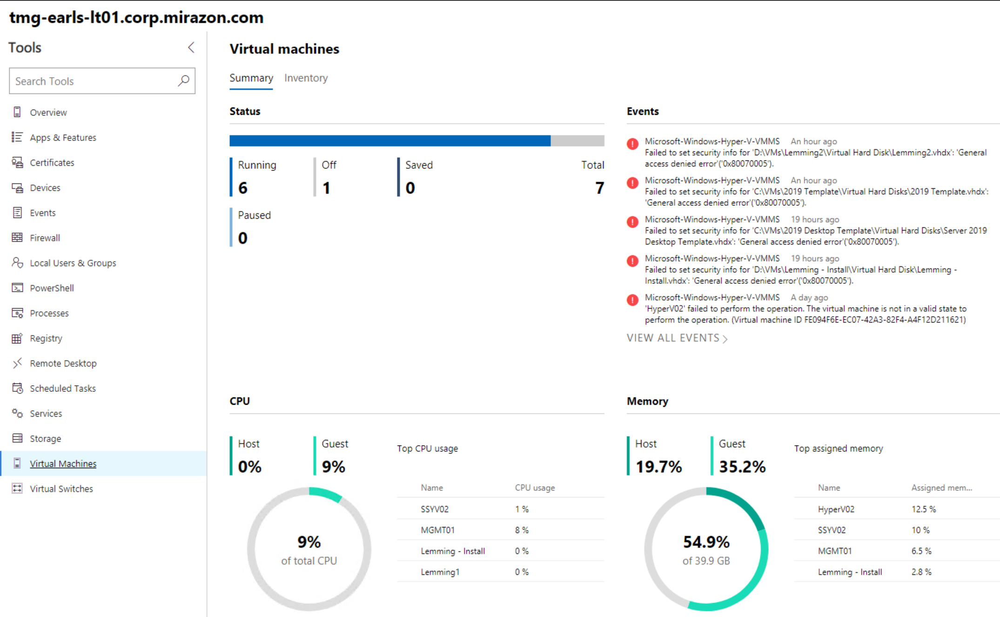 tmg-earls-lt01.corp.mirazon.com
Tools
Search Tools
Overview
Apps & Features
Certificates
Devices
Events
Firewall
Local Users & Groups
PowerShell
Processes
Registry
Remote Desktop
Scheduled Tasks
Services
Storage
Virtual Machines
Virtual Switches
Virtual machines
Summary Inventory
Status
Running Off Saved Total
6 1 0 7
Paused
0
Events
Microsoft-Windows-Hyper-V-VMMS An hour ago
Failed to set security info for 'D:\VMs\Lemming2\Virtual Hard Disk\Lemming2.vhdx': 'General
access denied error'('0x80070005').
Microsoft-Windows-Hyper-V-VMMS An hour ago
Failed to set security info for 'C:\VMs\2019 Template\Virtual Hard Disks\2019 Template.vhdx':
'General access denied error'('0x80070005').
Microsoft-Windows-Hyper-V-VMMS 19 hours ago
Failed to set security info for 'C:\VMs\2019 Desktop Template\Virtual Hard Disks\Server 2019
Desktop Template.vhdx': 'General access denied error'('0x80070005').
Microsoft-Windows-Hyper-V-VMMS 19 hours ago
Failed to set security info for 'D:\VMs\Lemming - Install\Virtual Hard Disk\Lemming -
Install.vhdx': 'General access denied error'('0x80070005').
Microsoft-Windows-Hyper-V-VMMS A day ago
'HyperV02' failed to perform the operation. The virtual machine is not in a valid state to
perform the operation. (Virtual machine ID FE094F6E-EC07-42A3-82F4-A4F12D211621)
VIEW ALL EVENTS
CPU
Host Guest
0% 9%
9%
of total CPU
Top CPU usage
Name CPU usage
SSYV02 1 %
MGMT01 8 %
Lemming - Install 0 %
Lemming1 0 %
Memory
Host Guest
19.7% 35.2%
54.9%
of 39.9 GB
Top assigned memory
Name Assigned mem...
HyperV02 12.5 %
SSYV02 10 %
MGMT01 6.5 %
Lemming - Install 2.8 %